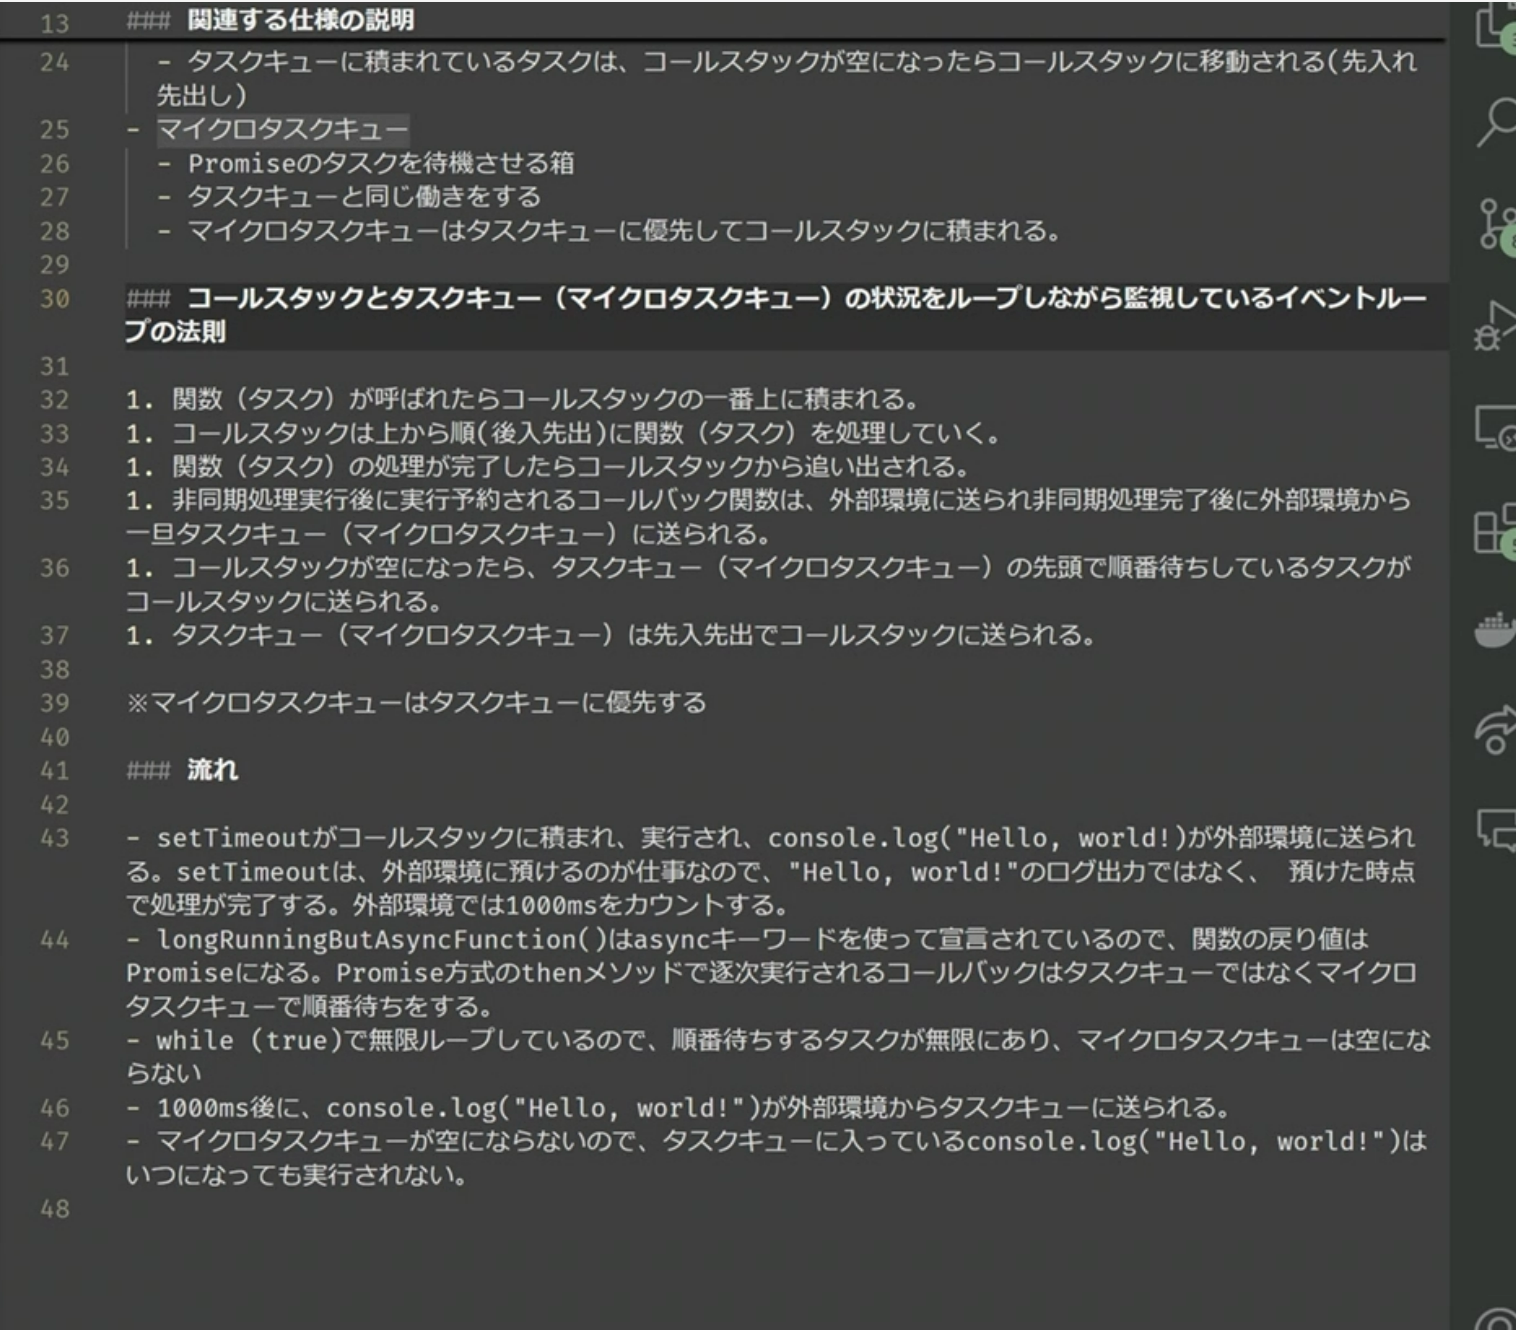 13 ### 関連する仕様の説明
24 - タスクキューに積まれているタスクは、コールスタックが空になったらコールスタックに移動される(先入れ
先出し)
25 - マイクロタスクキュー
26 - Promiseのタスクを待機させる箱
27 - タスクキューと同じ働きをする
28 - マイクロタスクキューはタスクキューに優先してコールスタックに積まれる。
29
30 ### コールスタックとタスクキュー（マイクロタスクキュー）の状況をループしながら監視しているイベントルー
プの法則
31
32 1. 関数（タスク）が呼ばれたらコールスタックの一番上に積まれる。
33 1. コールスタックは上から順(後入先出)に関数（タスク）を処理していく。
34 1. 関数（タスク）の処理が完了したらコールスタックから追い出される。
35 1. 非同期処理実行後に実行予約されるコールバック関数は、外部環境に送られ非同期処理完了後に外部環境から
一旦タスクキュー（マイクロタスクキュー）に送られる。
36 1. コールスタックが空になったら、タスクキュー（マイクロタスクキュー）の先頭で順番待ちしているタスクが
コールスタックに送られる。
37 1. タスクキュー（マイクロタスクキュー）は先入先出でコールスタックに送られる。
38
39 ※マイクロタスクキューはタスクキューに優先する
40
41 ### 流れ
42
43 - setTimeoutがコールスタックに積まれ、実行され、console.log("Hello, world!)が外部環境に送られ
る。setTimeoutは、外部環境に預けるのが仕事なので、"Hello, world!"のログ出力ではなく、 預けた時点
で処理が完了する。外部環境では1000msをカウントする。
44 - longRunningButAsyncFunction()はasyncキーワードを使って宣言されているので、関数の戻り値は
Promiseになる。Promise方式のthenメソッドで逐次実行されるコールバックはタスクキューではなくマイクロ
タスクキューで順番待ちをする。
45 - while (true)で無限ループしているので、順番待ちするタスクが無限にあり、マイクロタスクキューは空にな
らない
46 - 1000ms後に、console.log("Hello, world!")が外部環境からタスクキューに送られる。
47 - マイクロタスクキューが空にならないので、タスクキューに入っているconsole.log("Hello, world!")は
いつになっても実行されない。
48